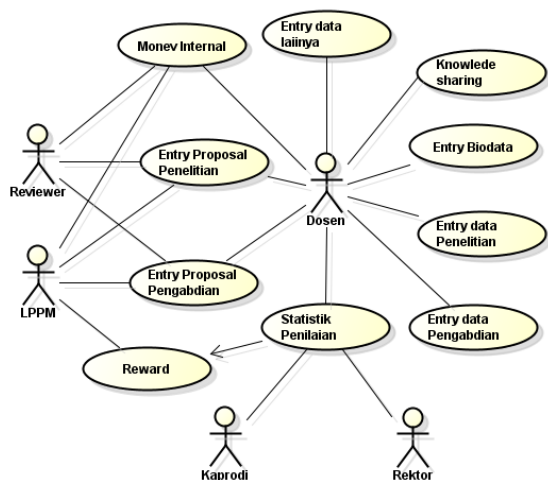 Entry data
laiinya
Monev Internal
Knowlede
sharing
Entry Proposal
Penelitian
Entry Biodata
Reviewer
Dosen
Entry data
Penelitian
Entry Proposal
Pengabdian
LPPM
Statistik
Penilaian
Entry data
Pengabdian
Reward
Kaprodi
Rektor